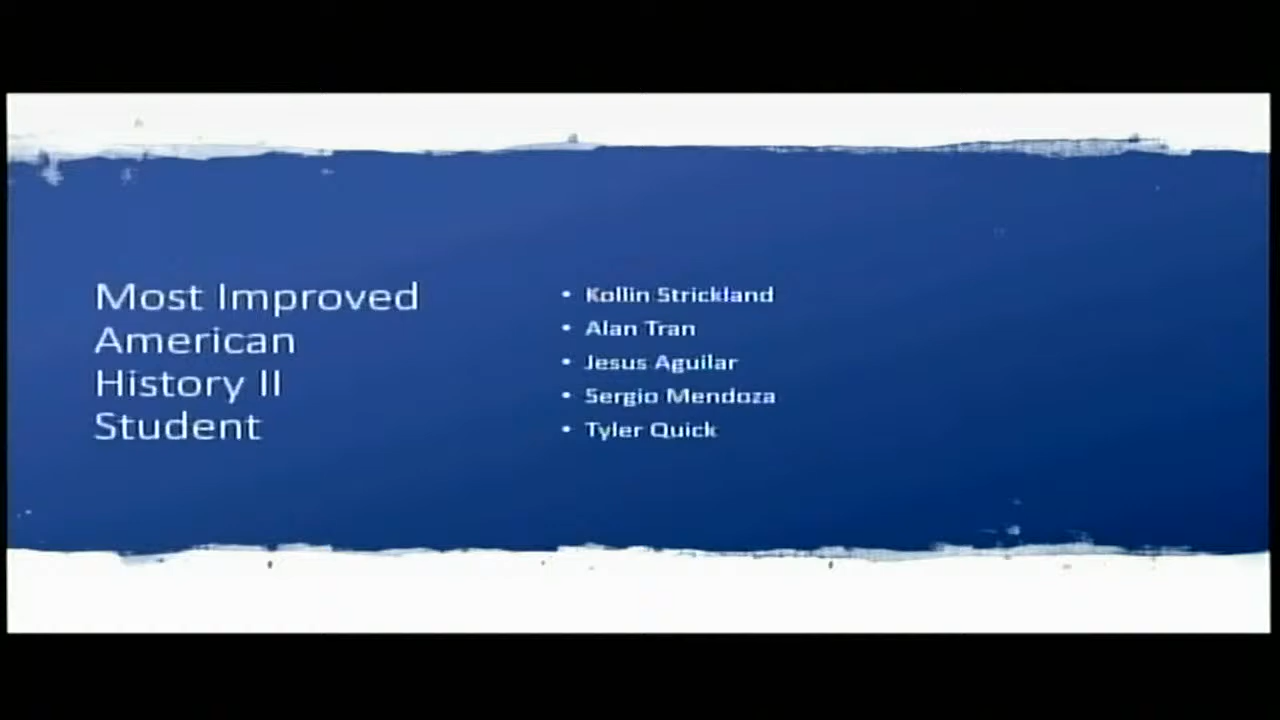 Most Improved
American
History II
Student
• Kollin Strickland
• Alan Tran
• Jesus Aguilar
• Sergio Mendoza
• Tyler Quick